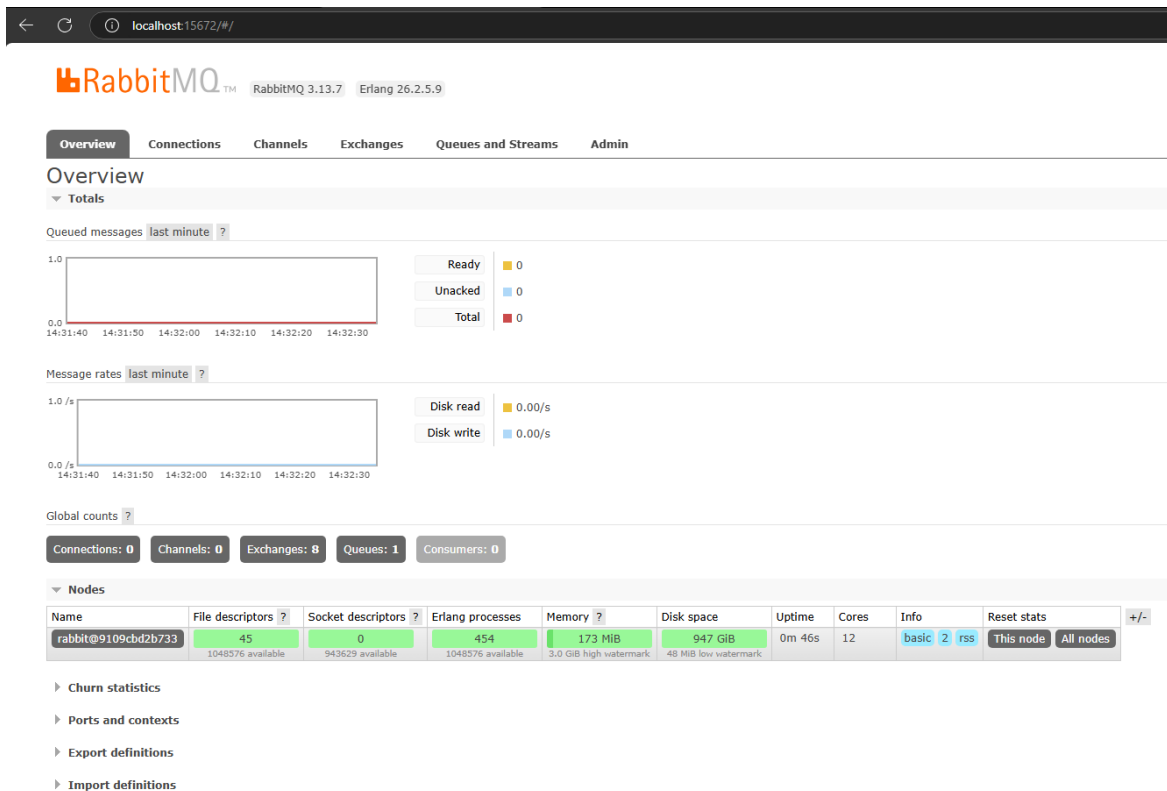 localhost:15672/#/
RabbitMQ TM RabbitMQ 3.13.7 Erlang 26.2.5.9
Overview Connections Channels Exchanges Queues and Streams Admin
Overview
Totals
Queued messages last minute ?
1.0
0.0
14:31:40 14:31:50 14:32:00 14:32:10 14:32:20 14:32:30
Ready 0
Unacked 0
Total 0
Message rates last minute ?
1.0 /s
0.0 /s
14:31:40 14:31:50 14:32:00 14:32:10 14:32:20 14:32:30
Disk read 0.00/s
Disk write 0.00/s
Global counts ?
Connections: 0 Channels: 0 Exchanges: 8 Queues: 1 Consumers: 0
Nodes
Name File descriptors ? Socket descriptors ? Erlang processes Memory ? Disk space Uptime Cores Info Reset stats +/-
rabbit@9109cbd2b733 45 0 454 173 MiB 947 GiB 0m 46s 12 basic 2 rss This node All nodes
1048576 available 943629 available 1048576 available 3.0 GiB high watermark 48 MiB low watermark
Churn statistics
Ports and contexts
Export definitions
Import definitions